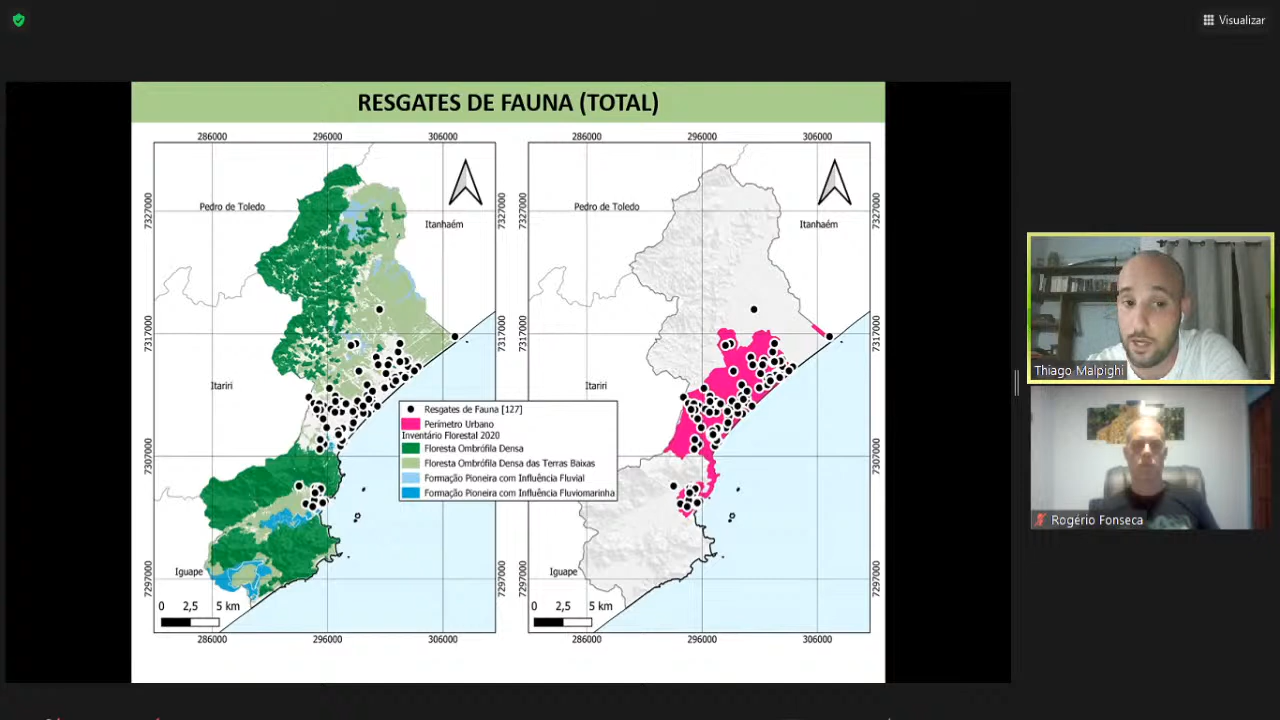 Visualizar
RESGATES DE FAUNA (TOTAL)
286000 296000 306000
286000 296000 306000
7327000 7327000 7327000
Pedro de Toledo
Itanhaém
Pedro de Toledo
Itanhaém
7317000 7317000 7317000
Itariri
Itariri
Resgates de Fauna [127]
Perímetro Urbano
Inventário Florestal 2020
Floresta Ombrófila Densa
Floresta Ombrófila Densa das Terras Baixas
Formação Pioneira com Influência Fluvial
Formação Pioneira com Influência Fluviomarinha
7307000 7307000 7307000
Iguape
Iguape
7297000 7297000 7297000
0 2,5 5 km
0 2,5 5 km
286000 296000 306000
286000 296000 306000
Thiago Malpighi
Rogério Fonseca